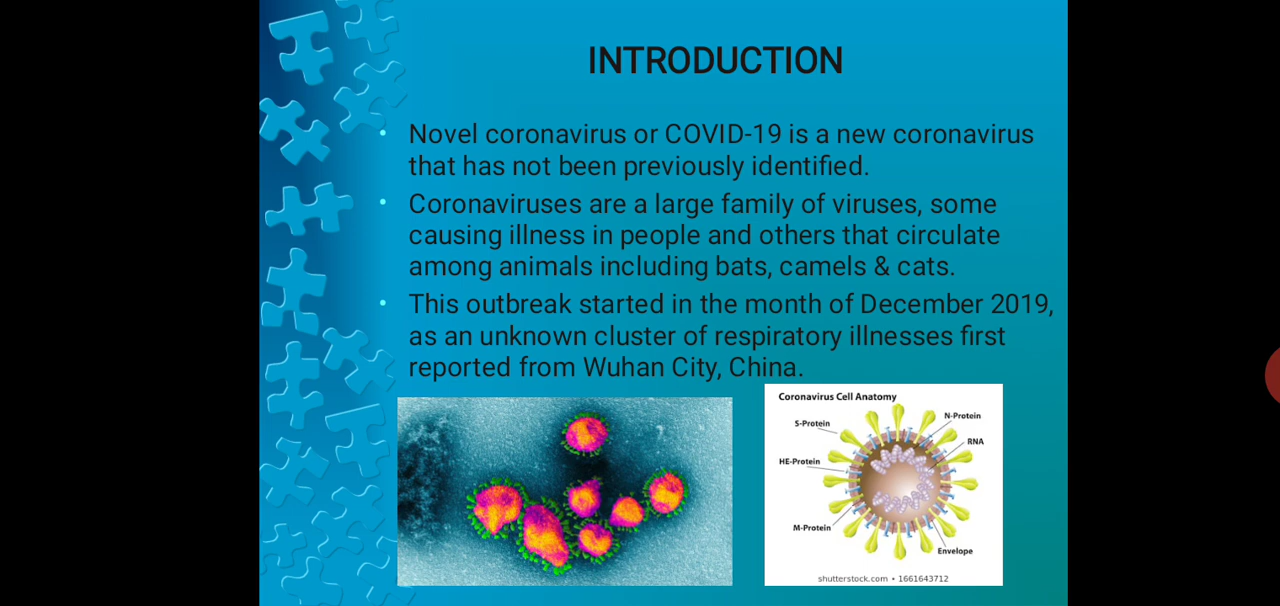 INTRODUCTION
• Novel coronavirus or COVID-19 is a new coronavirus
that has not been previously identified.
• Coronaviruses are a large family of viruses, some
causing illness in people and others that circulate
among animals including bats, camels & cats.
• This outbreak started in the month of December 2019,
as an unknown cluster of respiratory illnesses first
reported from Wuhan City, China.
Coronavirus Cell Anatomy
S-Protein
N-Protein
RNA
HE-Protein
M-Protein
Envelope
shutterstock.com • 1661643712